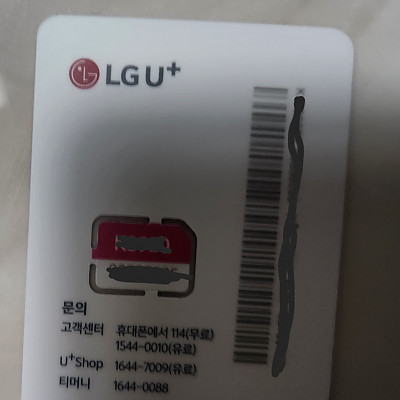 LG U+
문의
고객센터 휴대폰에서 114(무료)
1544-0010(유료)
U+Shop 1644-7009(유료)
티머니 1644-0088